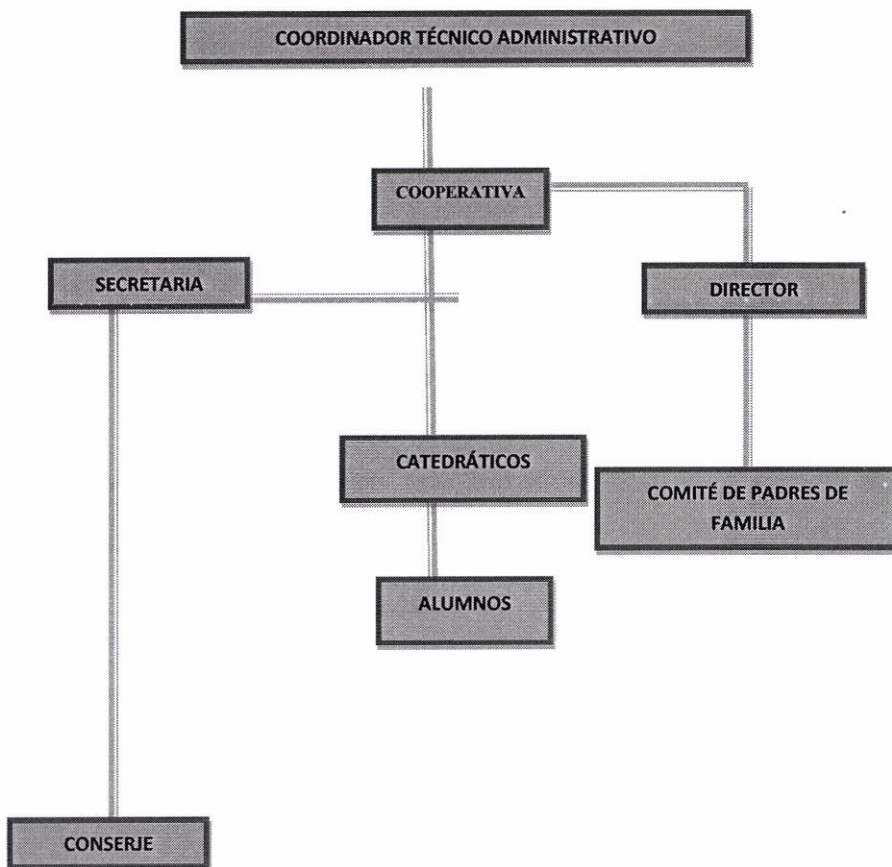 COORDINADOR TÉCNICO ADMINISTRATIVO
COOPERATIVA
SECRETARIA
DIRECTOR
CATEDRÁTICOS
COMITÉ DE PADRES DE
FAMILIA
ALUMNOS
CONSERJE